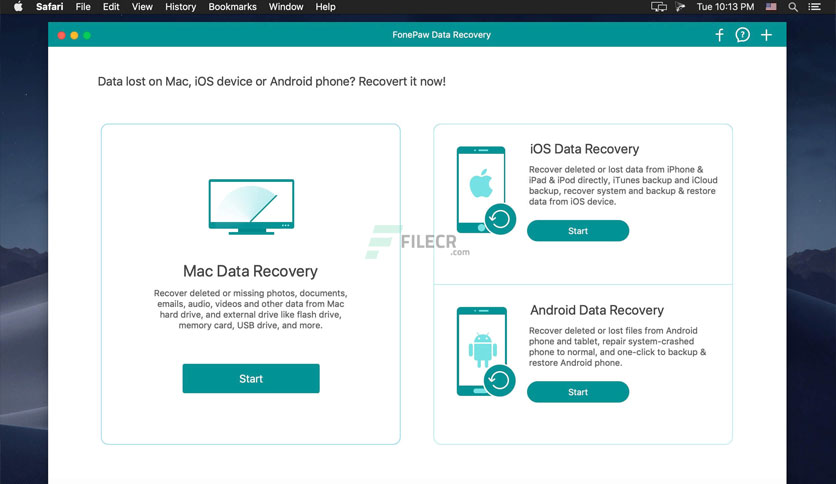 Safari File Edit View History Bookmarks Window Help Tue 10:13 PM
FonePaw Data Recovery
Data lost on Mac, iOS device or Android phone? Recover it now!
Mac Data Recovery
Recover deleted or missing photos, documents,
emails, audio, videos and other data from Mac
hard drive, and external drive like flash drive,
memory card, USB drive, and more.
Start
iOS Data Recovery
Recover deleted or lost data from iPhone &
iPad & iPod directly, iTunes backup and iCloud
backup, recover system and backup & restore
data from iOS device.
Start
FILECR
.com
Android Data Recovery
Recover deleted or lost files from Android
phone and tablet, repair system-crashed
phone to normal, and one-click to backup &
restore Android phone.
Start